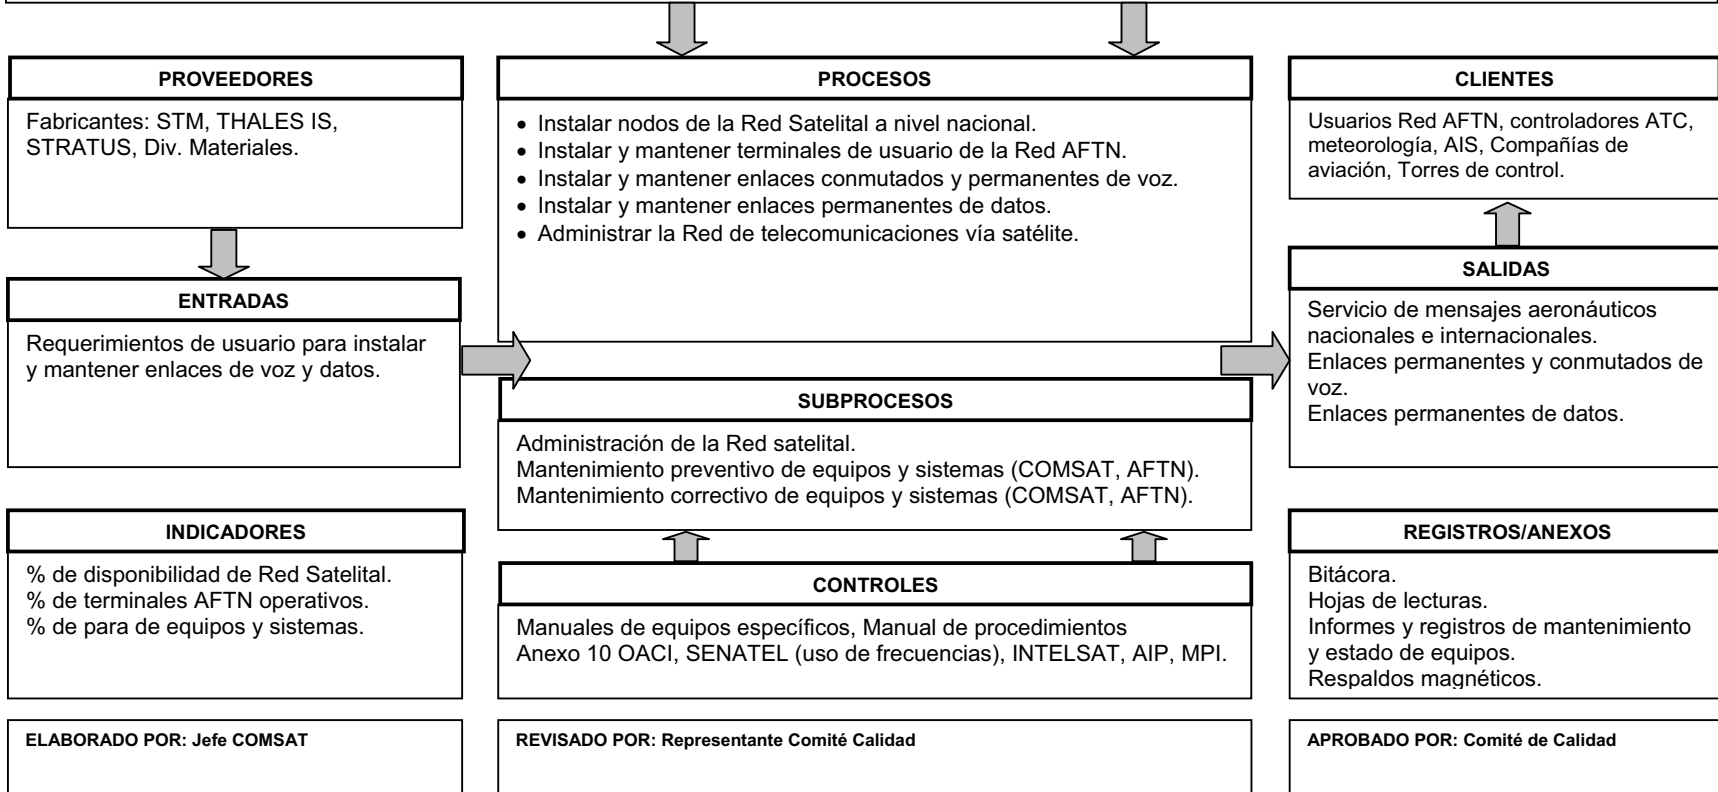 PROVEEDORES
Fabricantes: STM, THALES IS,
STRATUS, Div. Materiales.
ENTRADAS
Requerimientos de usuario para instalar
y mantener enlaces de voz y datos.
INDICADORES
% de disponibilidad de Red Satelital.
% de terminales AFTN operativos.
% de para de equipos y sistemas.
PROCESOS
• Instalar nodos de la Red Satelital a nivel nacional.
• Instalar y mantener terminales de usuario de la Red AFTN.
• Instalar y mantener enlaces conmutados y permanentes de voz.
• Instalar y mantener enlaces permanentes de datos.
• Administrar la Red de telecomunicaciones vía satélite.
SUBPROCESOS
Administración de la Red satelital.
Mantenimiento preventivo de equipos y sistemas (COMSAT, AFTN).
Mantenimiento correctivo de equipos y sistemas (COMSAT, AFTN).
CONTROLES
Manuales de equipos específicos, Manual de procedimientos
Anexo 10 OACI, SENATEL (uso de frecuencias), INTELSAT, AIP, MPI.
CLIENTES
Usuarios Red AFTN, controladores ATC,
meteorología, AIS, Compañías de
aviación, Torres de control.
SALIDAS
Servicio de mensajes aeronáuticos
nacionales e internacionales.
Enlaces permanentes y conmutados de
voz.
Enlaces permanentes de datos.
REGISTROS/ANEXOS
Bitácora.
Hojas de lecturas.
Informes y registros de mantenimiento
y estado de equipos.
Respaldos magnéticos.
ELABORADO POR: Jefe COMSAT
REVISADO POR: Representante Comité Calidad
APROBADO POR: Comité de Calidad